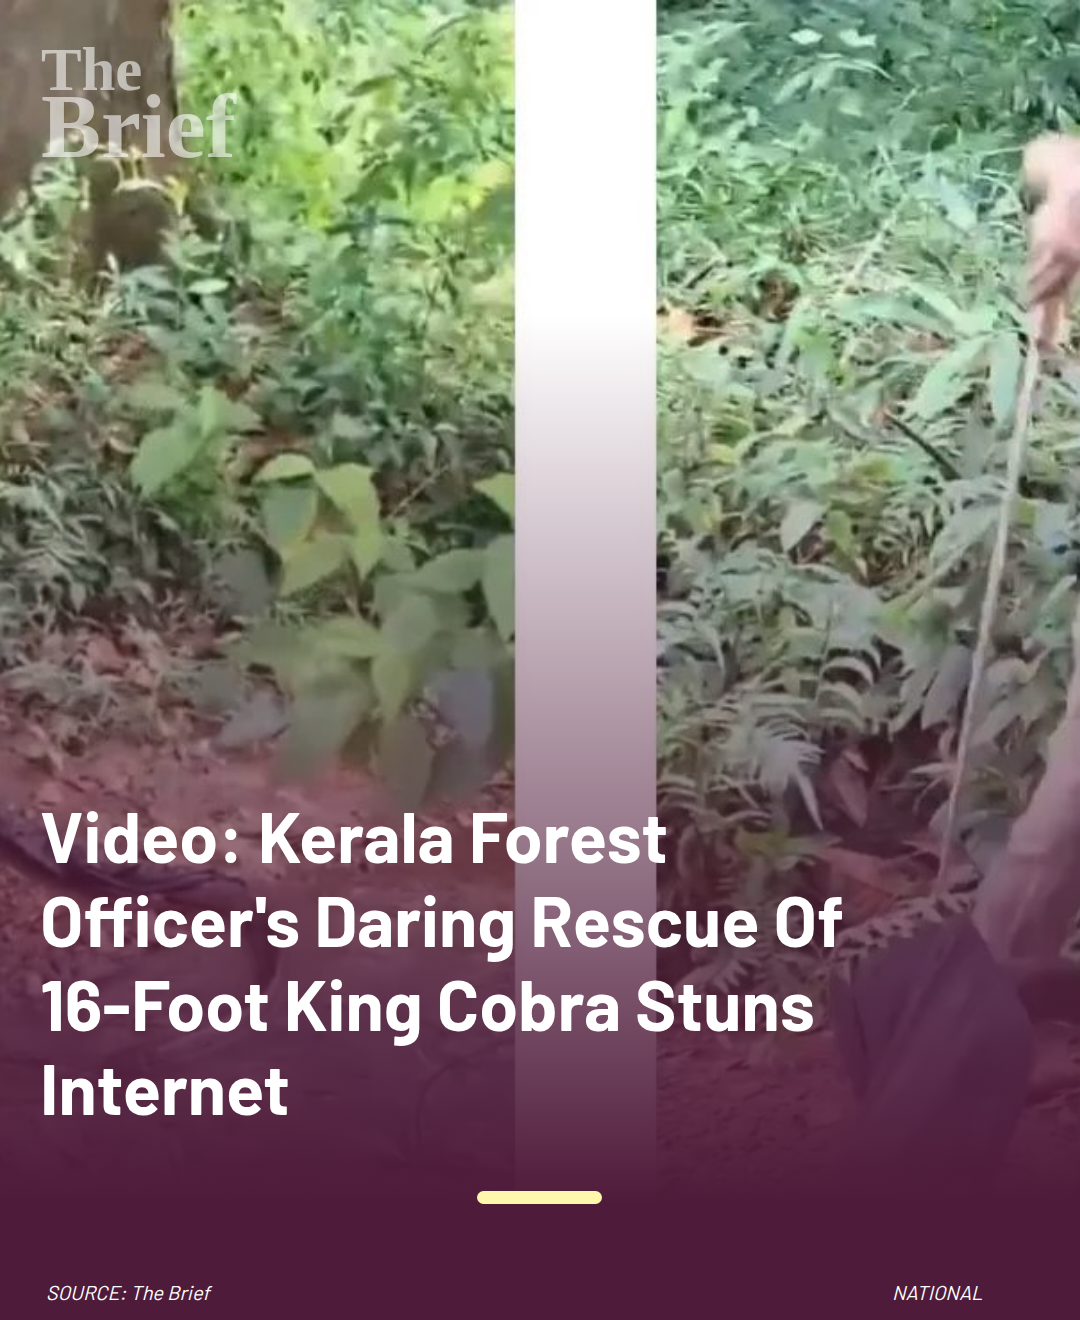 The
Brief
Video: Kerala Forest
Officer's Daring Rescue Of
16-Foot King Cobra Stuns
Internet
SOURCE: The Brief
NATIONAL